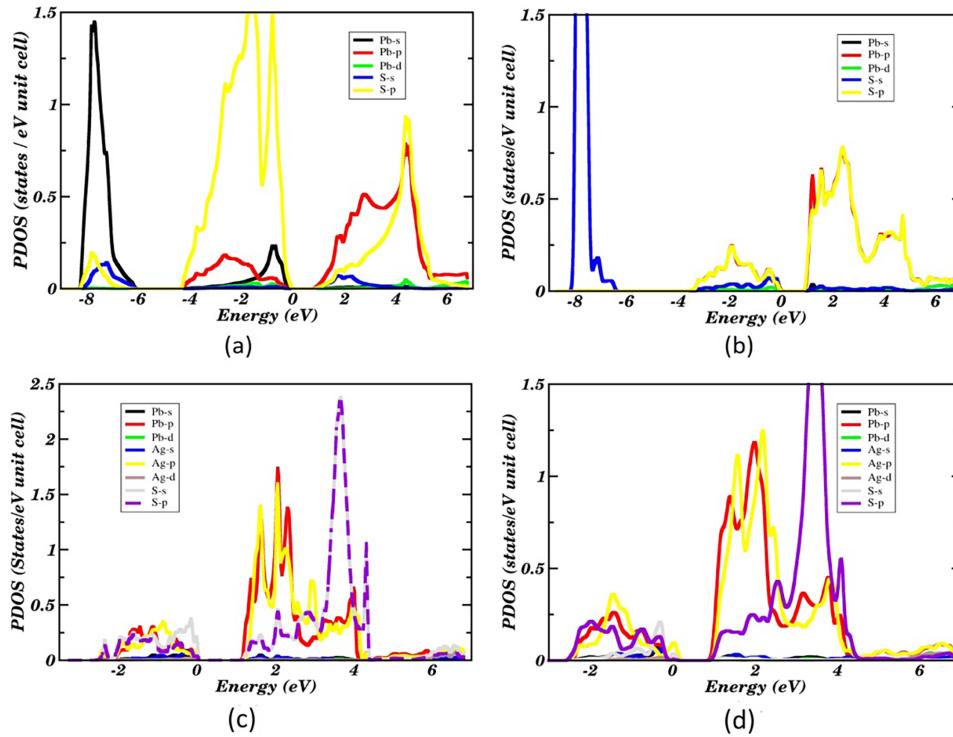 1.5
1
0.5
0
PDOS (states / eV unit cell)
Pb-s
Pb-p
Pb-d
S-s
S-p
-8 -6 -4 -2 0 2 4 6
Energy (eV)
(a)
1.5
1
0.5
0
PDOS (states/eV unit cell)
Pb-s
Pb-p
Pb-d
S-s
S-p
-8 -6 -4 -2 0 2 4 6
Energy (eV)
(b)
2.5
2
1.5
1
0.5
0
PDOS (States/eV unit cell)
Pb-s
Pb-p
Pb-d
Ag-s
Ag-p
Ag-d
S-s
S-p
-2 0 2 4 6
Energy (eV)
(c)
1.5
1
0.5
0
PDOS (states/eV unit cell)
Pb-s
Pb-p
Pb-d
Ag-s
Ag-p
Ag-d
S-s
S-p
-2 0 2 4 6
Energy (eV)
(d)